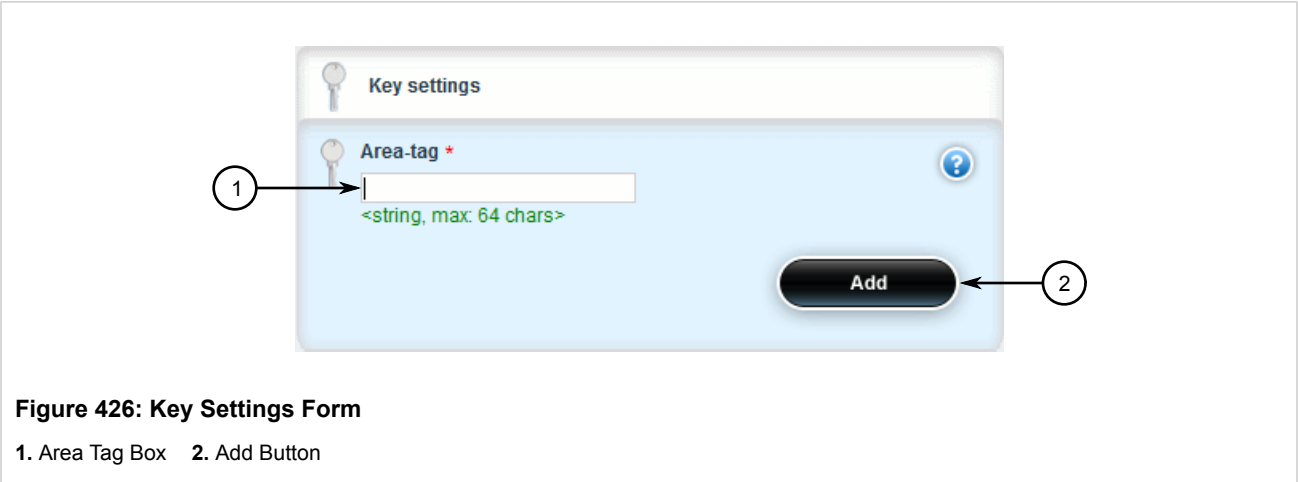 Key settings
Area-tag *
1
<string, max: 64 chars>
Add
2
Figure 426: Key Settings Form
1. Area Tag Box 2. Add Button